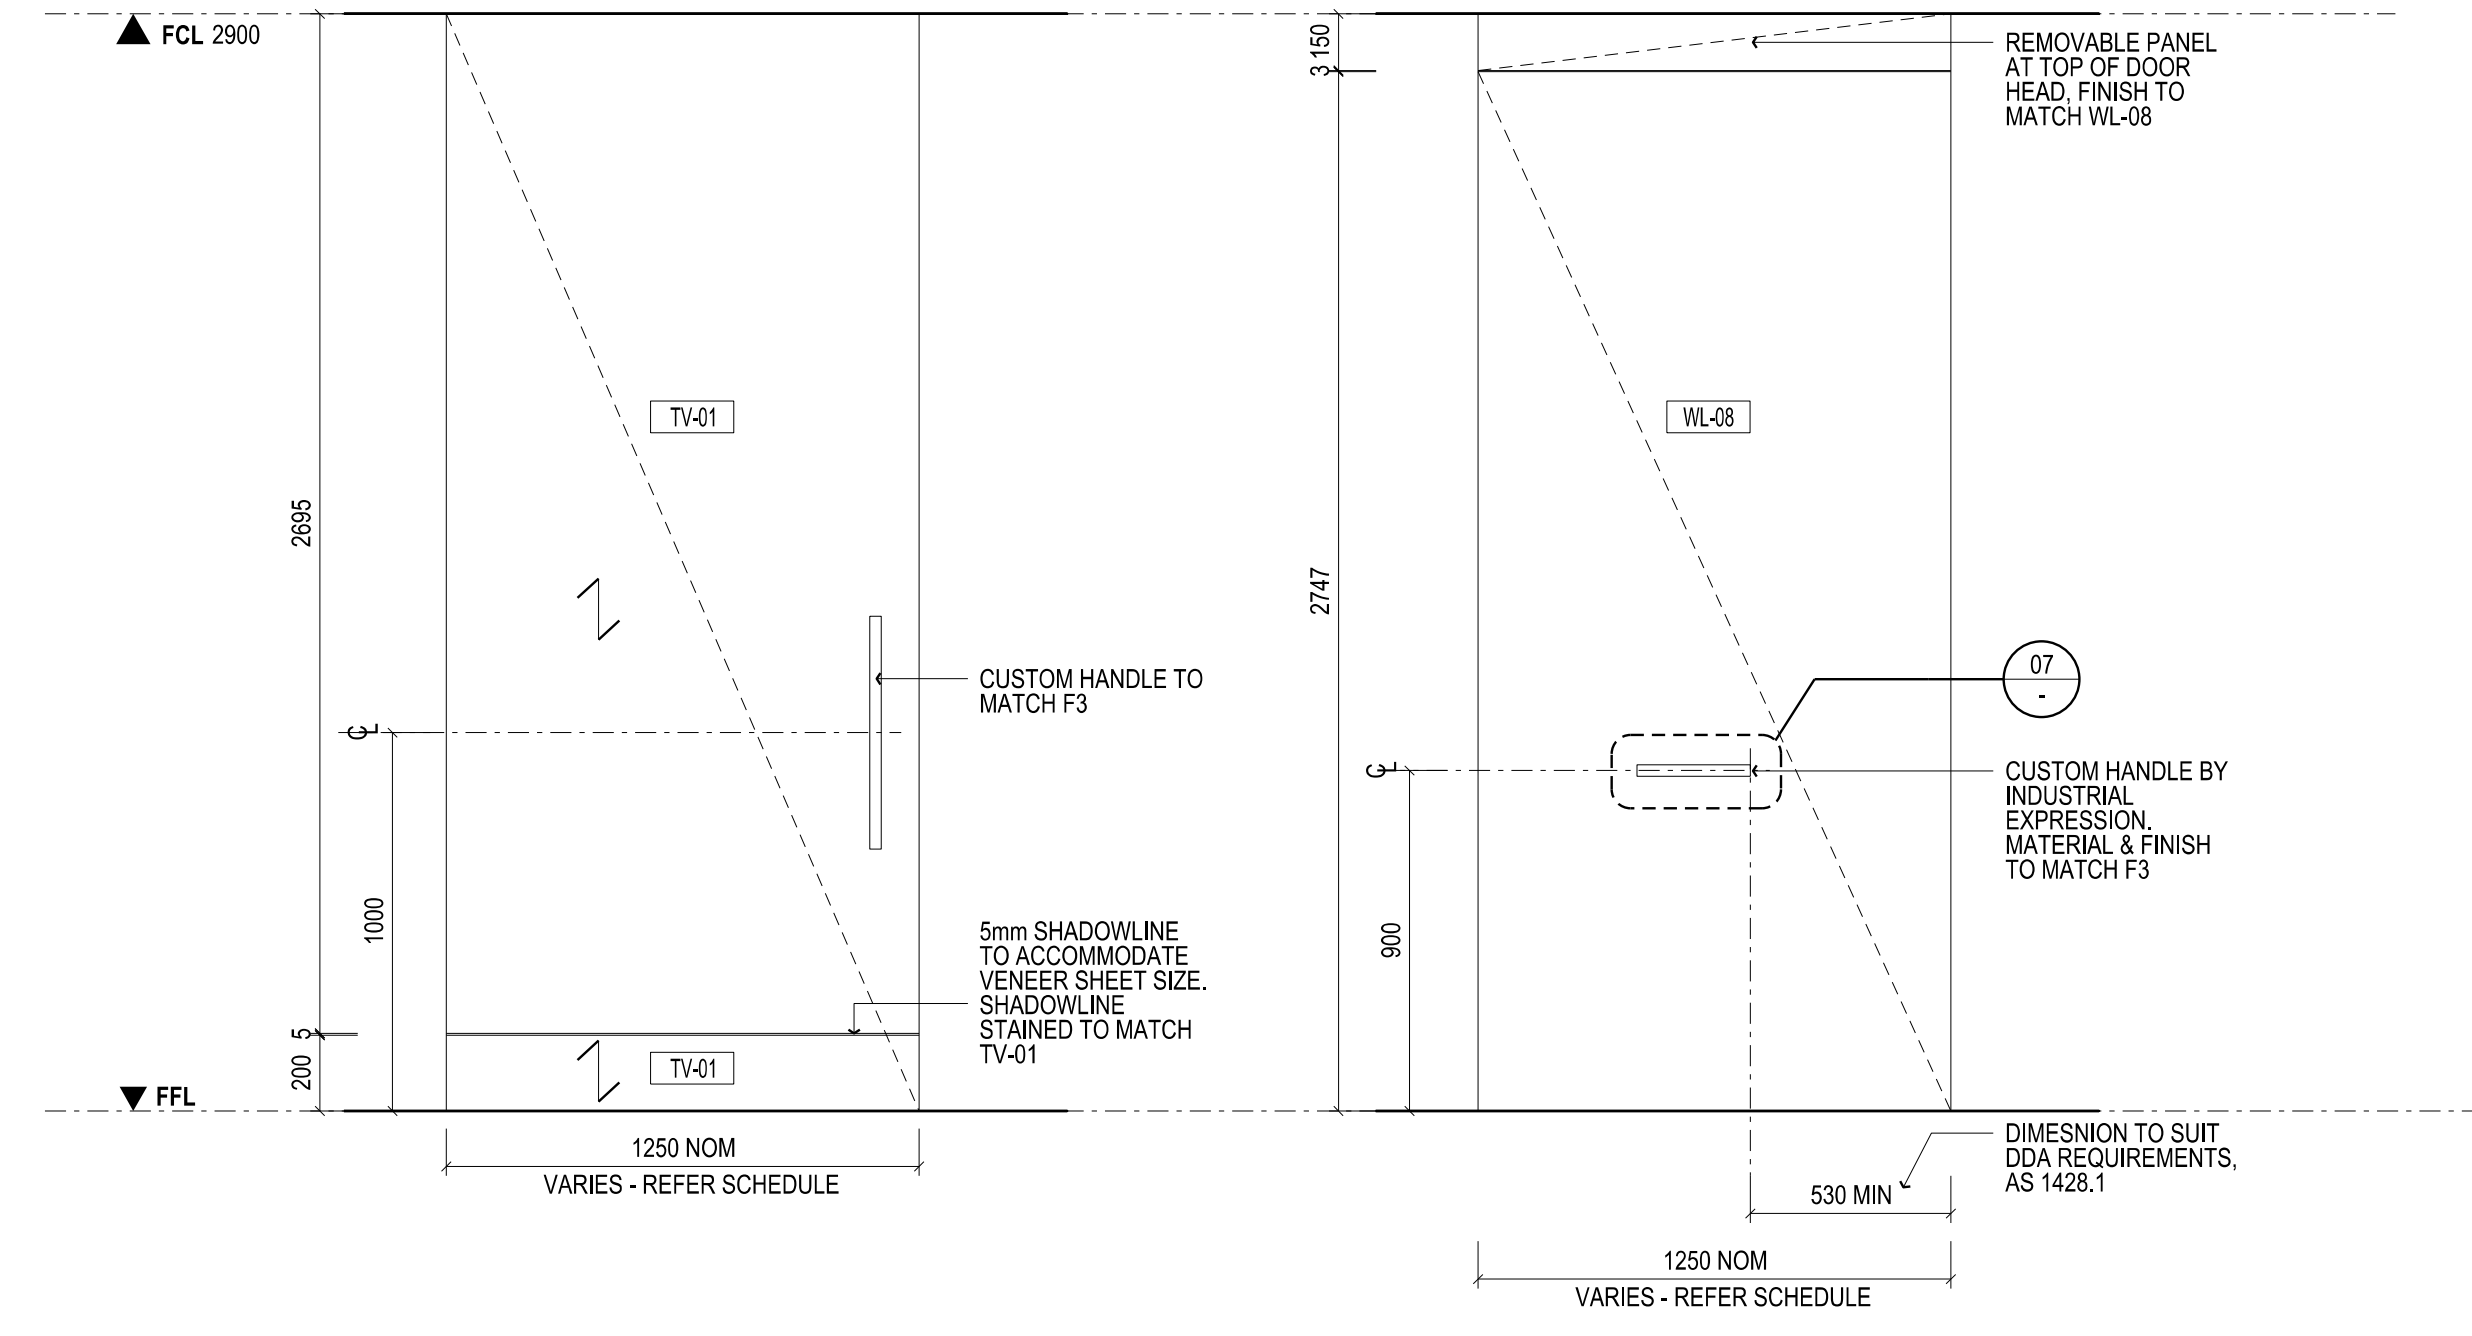 FCL 2900
2695
TV-01
CUSTOM HANDLE TO
MATCH F3
CL
1000
5mm SHADOWLINE
TO ACCOMMODATE
VENEER SHEET SIZE.
SHADOWLINE
STAINED TO MATCH
TV-01
5
200
TV-01
FFL
1250 NOM
VARIES - REFER SCHEDULE
150
3
REMOVABLE PANEL
AT TOP OF DOOR
HEAD, FINISH TO
MATCH WL-08
WL-08
2747
07
-
CL
CUSTOM HANDLE BY
INDUSTRIAL
EXPRESSION.
MATERIAL & FINISH
TO MATCH F3
900
DIMESNION TO SUIT
DDA REQUIREMENTS,
AS 1428.1
530 MIN
1250 NOM
VARIES - REFER SCHEDULE